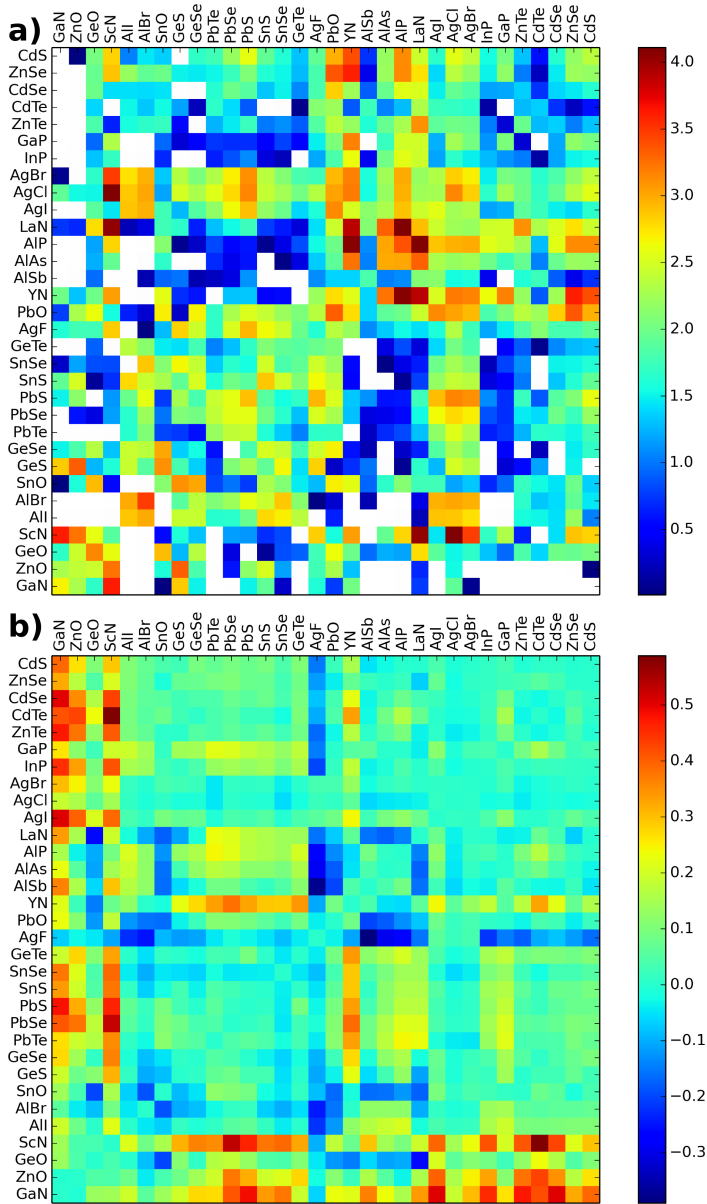 a) GaN ZnO GeO ScN AlI AlBr SnO GeS GeSe PbTe PbSe PbS SnS SnSe GeTe AgF PbO YN AlSb AlAs AlP LaN AgI AgCl AgBr InP GaP ZnTe CdTe CdSe ZnSe CdS
CdS
ZnSe
CdSe
CdTe
ZnTe
GaP
InP
AgBr
AgCl
AgI
LaN
AlP
AlAs
AlSb
YN
PbO
AgF
GeTe
SnSe
SnS
PbS
PbSe
PbTe
GeSe
GeS
SnO
AlBr
AlI
ScN
GeO
ZnO
GaN
4.0
3.5
3.0
2.5
2.0
1.5
1.0
0.5
b) GaN ZnO GeO ScN AlI AlBr SnO GeS GeSe PbTe PbSe PbS SnS SnSe GeTe AgF PbO YN AlSb AlAs AlP LaN AgI AgCl AgBr InP GaP ZnTe CdTe CdSe ZnSe CdS
CdS
ZnSe
CdSe
CdTe
ZnTe
GaP
InP
AgBr
AgCl
AgI
LaN
AlP
AlAs
AlSb
YN
PbO
AgF
GeTe
SnSe
SnS
PbS
PbSe
PbTe
GeSe
GeS
SnO
AlBr
AlI
ScN
GeO
ZnO
GaN
0.5
0.4
0.3
0.2
0.1
0.0
−0.1
−0.2
−0.3